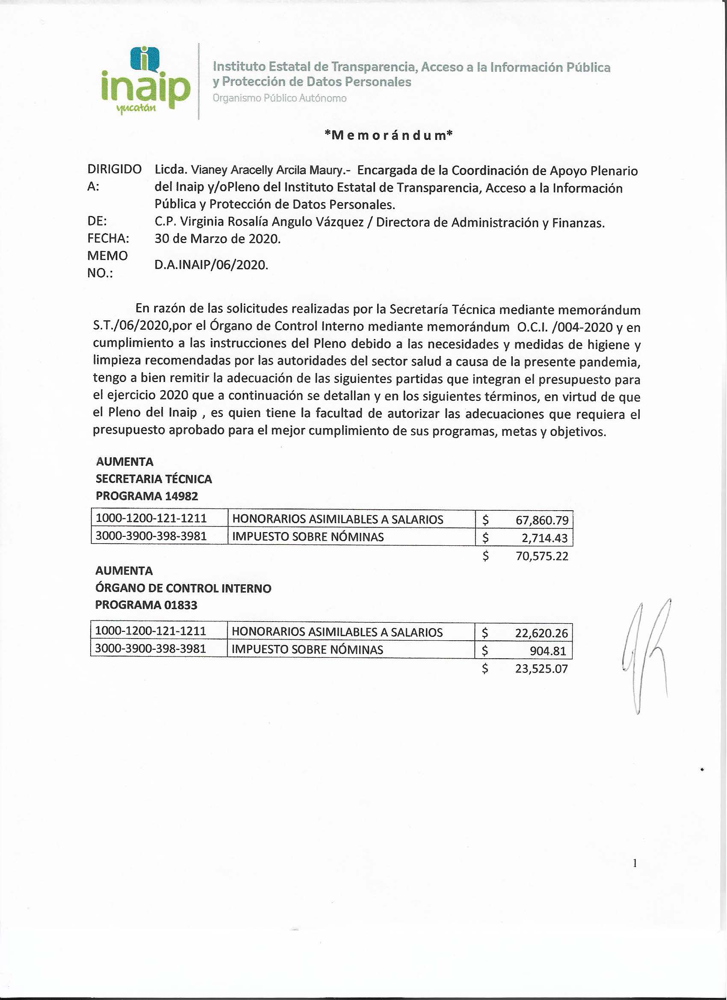 inaip
yucatán
Instituto Estatal de Transparencia, Acceso a la Información Pública
y Protección de Datos Personales
Organismo Público Autónomo
*M e m o r á n d u m*
DIRIGIDO A: Licda. Vianey Aracelly Arcila Maury.- Encargada de la Coordinación de Apoyo Plenario
del Inaip y/oPleno del Instituto Estatal de Transparencia, Acceso a la Información
Pública y Protección de Datos Personales.
DE: C.P. Virginia Rosalía Angulo Vázquez / Directora de Administración y Finanzas.
FECHA: 30 de Marzo de 2020.
MEMO NO.: D.A.INAIP/06/2020.
En razón de las solicitudes realizadas por la Secretaría Técnica mediante memorándum
S.T./06/2020,por el Órgano de Control Interno mediante memorándum O.C.I. /004-2020 y en
cumplimiento a las instrucciones del Pleno debido a las necesidades y medidas de higiene y
limpieza recomendadas por las autoridades del sector salud a causa de la presente pandemia,
tengo a bien remitir la adecuación de las siguientes partidas que integran el presupuesto para
el ejercicio 2020 que a continuación se detallan y en los siguientes términos, en virtud de que
el Pleno del Inaip , es quien tiene la facultad de autorizar las adecuaciones que requiera el
presupuesto aprobado para el mejor cumplimiento de sus programas, metas y objetivos.
AUMENTA
SECRETARIA TÉCNICA
PROGRAMA 14982
1000-1200-121-1211 HONORARIOS ASIMILABLES A SALARIOS $ 67,860.79
3000-3900-398-3981 IMPUESTO SOBRE NÓMINAS $ 2,714.43
$ 70,575.22
AUMENTA
ÓRGANO DE CONTROL INTERNO
PROGRAMA 01833
1000-1200-121-1211 HONORARIOS ASIMILABLES A SALARIOS $ 22,620.26
3000-3900-398-3981 IMPUESTO SOBRE NÓMINAS $ 904.81
$ 23,525.07
1